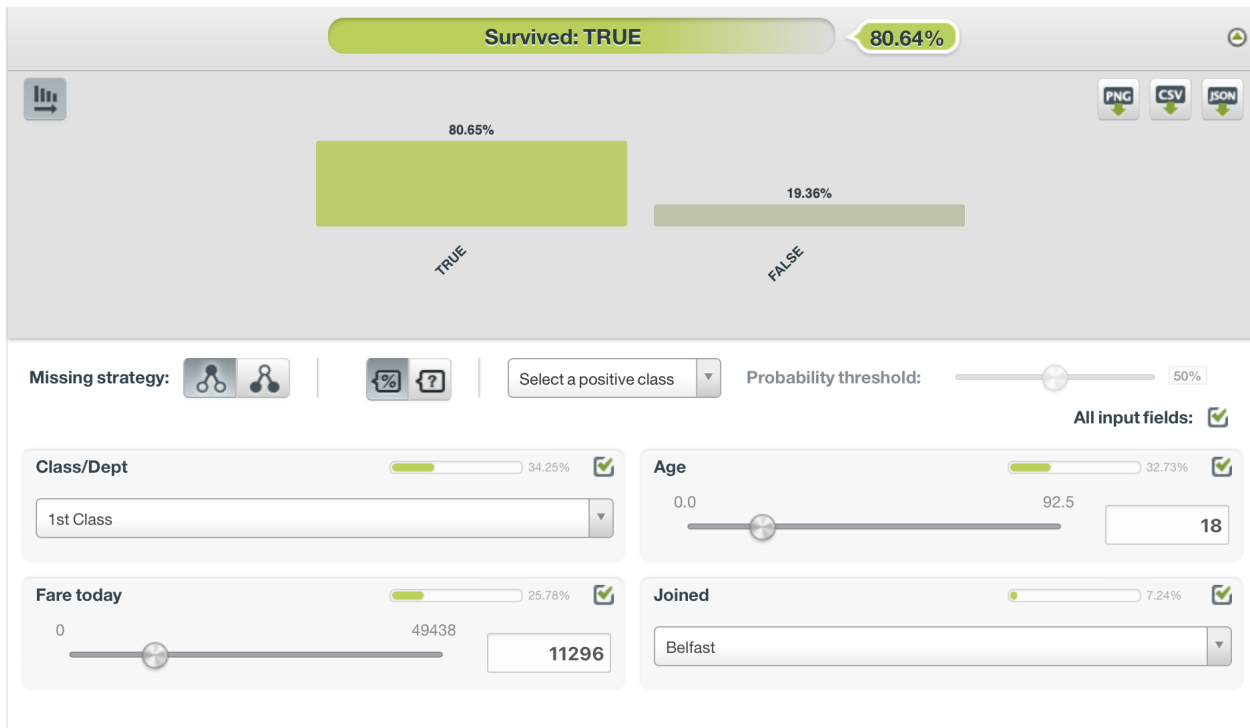 Survived: TRUE 80.64%
PNG CSV JSON
80.65%
19.36%
TRUE FALSE
Missing strategy: % ? Select a positive class Probability threshold: 50%
All input fields:
Class/Dept 34.25% Age 32.73%
0.0 92.5
1st Class 18
Fare today 25.78% Joined 7.24%
0 49438
11296 Belfast